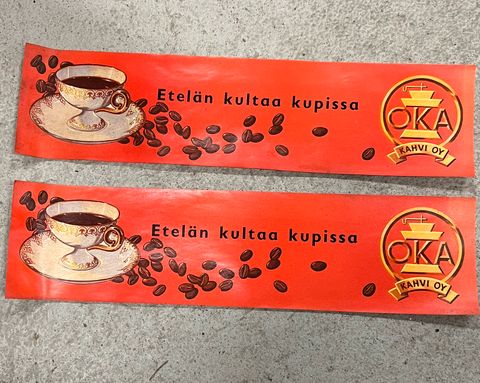 Etelän kultaa kupissa
OKA
KAHVI OY
Etelän kultaa kupissa
OKA
KAHVI OY